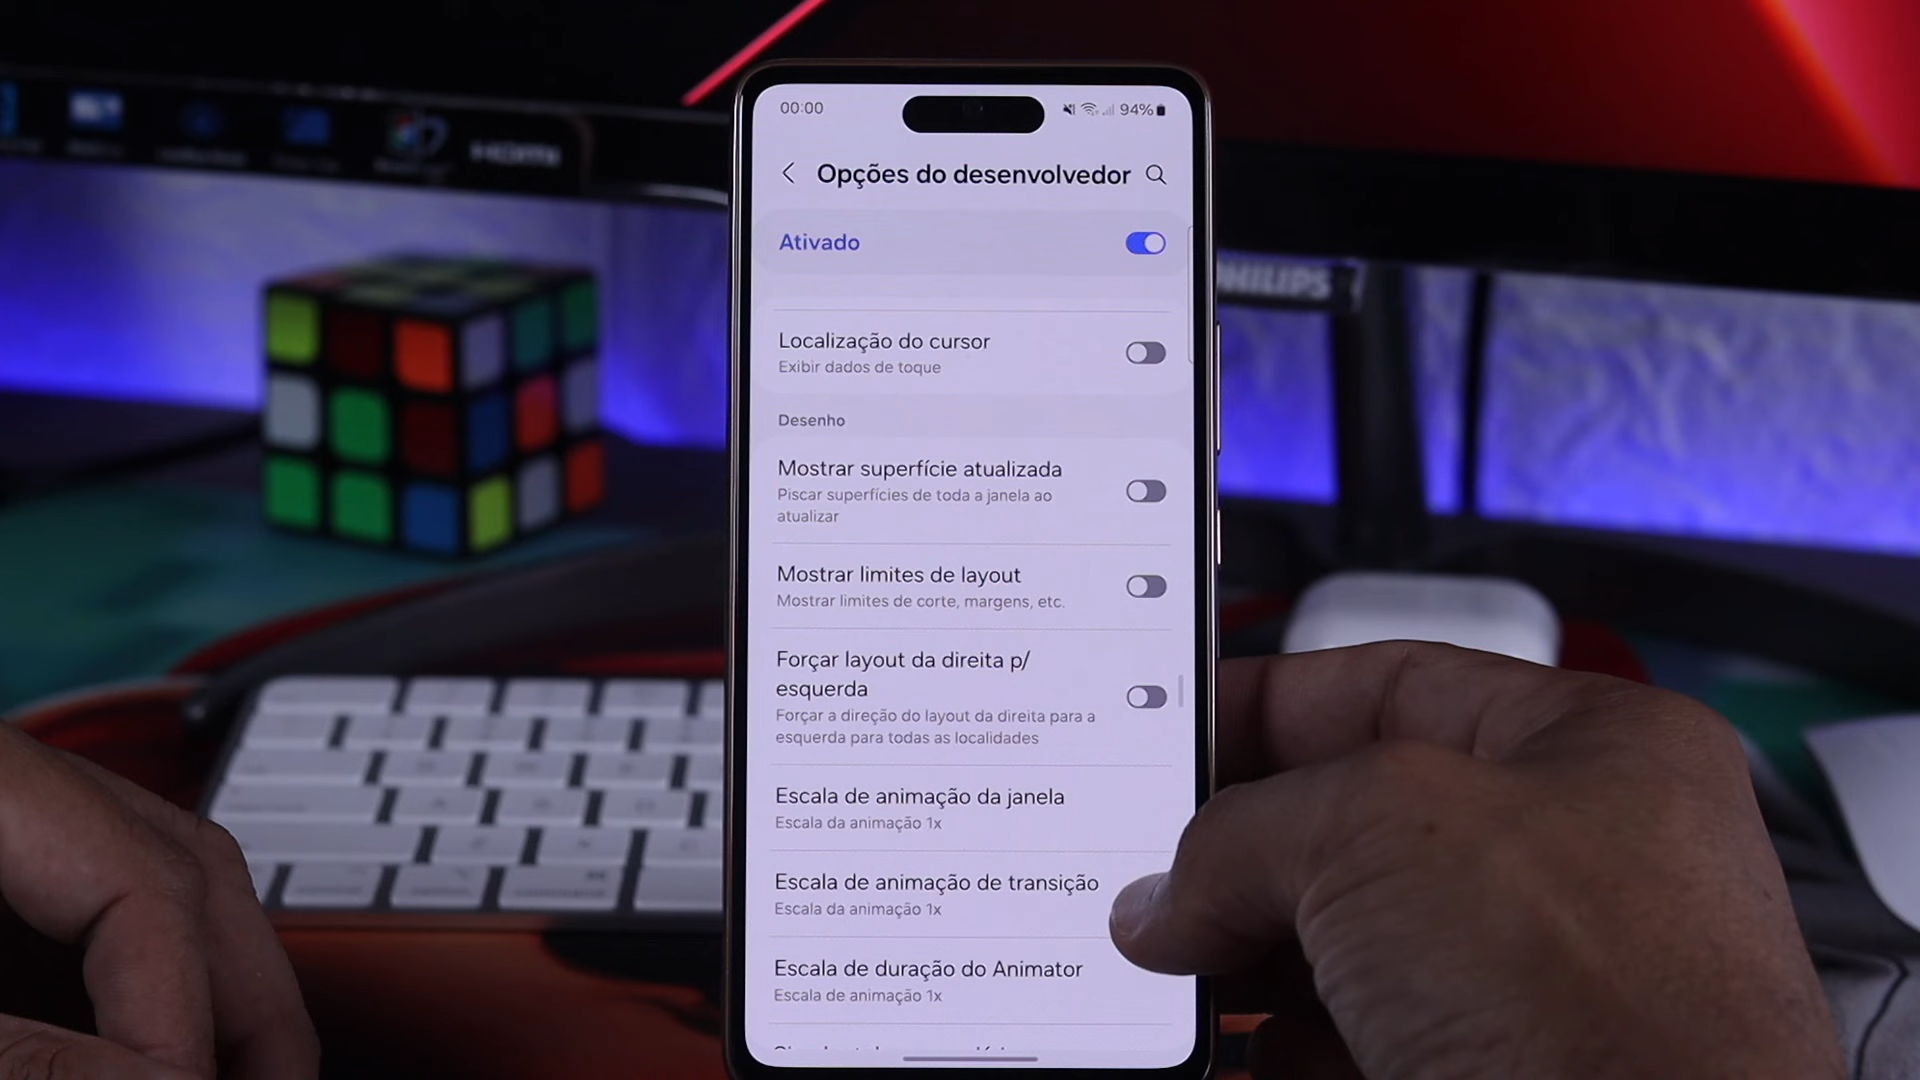 HDMI
00:00
94%
Opções do desenvolvedor
Ativado
PHILIPS
Localização do cursor
Exibir dados de toque
Desenho
Mostrar superfície atualizada
Piscar superfícies de toda a janela ao
atualizar
Mostrar limites de layout
Mostrar limites de corte, margens, etc.
Forçar layout da direita p/
esquerda
Forçar a direção do layout da direita para a
esquerda para todas as localidades
Escala de animação da janela
Escala da animação 1x
Escala de animação de transição
Escala da animação 1x
Escala de duração do Animator
Escala de animação 1x